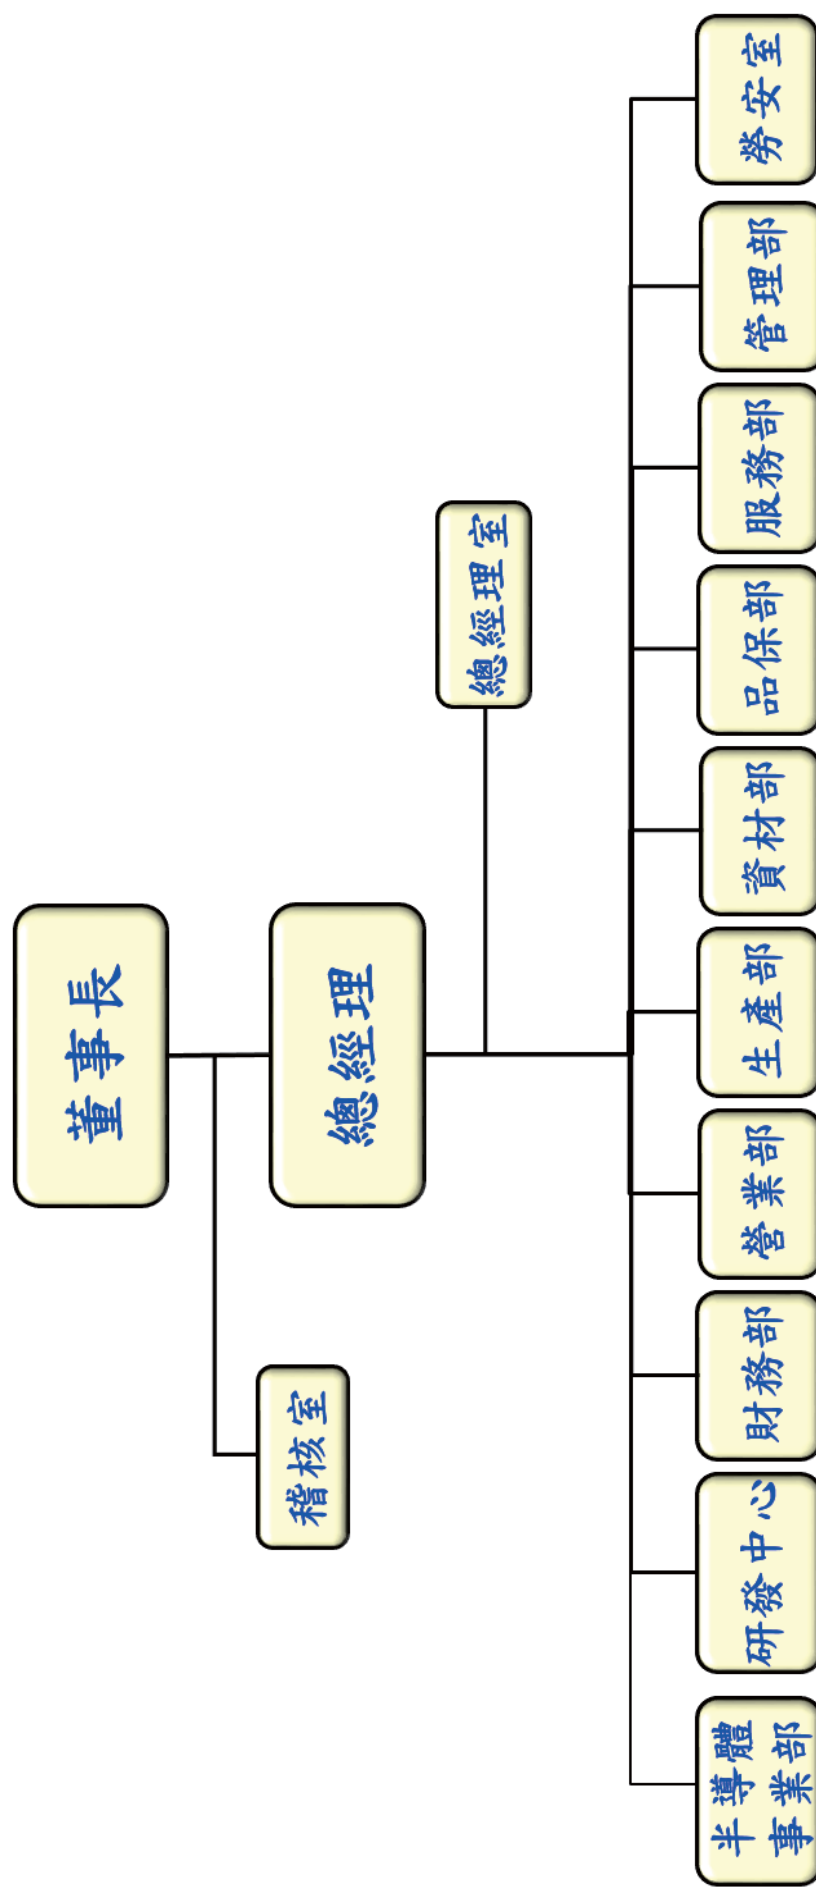 董事長
總經理
稽核室
總經理室
半導體
事業部
研發中心
財務部
營業部
生產部
資材部
品保部
服務部
管理部
勞安室